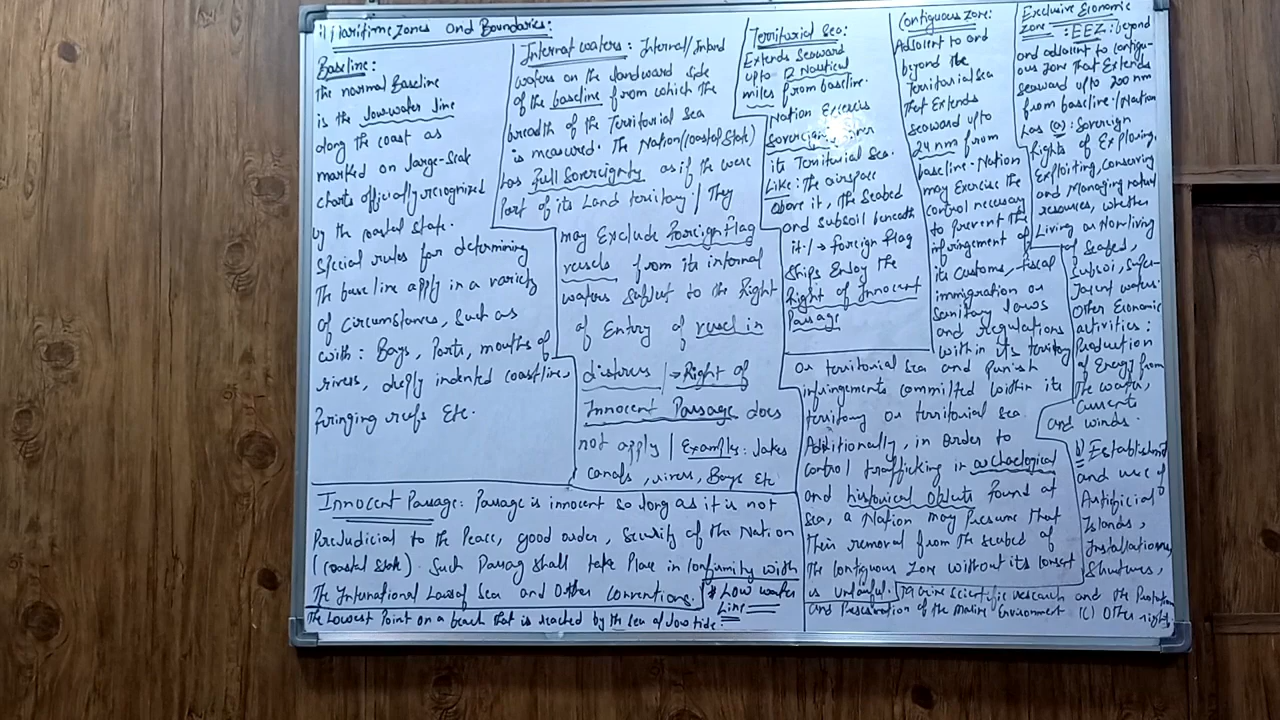 Maritime zones and Boundaries:
Baseline:
The normal Baseline
is the low water line
along the coast as
marked on large-scale
charts officially recognized
by the coastal state.
Special rules for determining
The base line apply in a variety
of circumstances, such as
with: Bays, Ports, mouths of
rivers, deeply indented coastline,
Fringing reefs Etc.
Internal waters: Internal/Inland
waters on the landward side
of the baseline from which the
breadth of the Territorial Sea
is measured. The Nation/(coastal State)
has Full Sovereignty as if the were
Part of its Land territory / They
may Exclude Foreign Flag
vessels from its internal
waters subject to the Right
of Entry of vessel in
distress / → Right of
Innocent Passage does
not apply / Examples: Lakes
canals, rivers, Bays Etc
Territorial Sea:
Extends Seaward
upto 12 Nautical
miles from baseline.
Nation Exercis
Sovereignty over
its Territorial Sea.
Like: The airspace
above it, the Seabed
and subsoil beneath
it. / → foreign flag
Ships Enjoy the
Right of Innocent
Passage
Contiguous zone:
Adjacent to and
beyond the
Territorial Sea
That Extends
seaward upto
24 nm from
baseline. Nation
may Exercise the
control necessary
to prevent the
infringement of
its customs, fiscal
immigration or
sanitary laws
and regulations
within its territory
or territorial Sea and punish
infringements committed within its
territory or territorial sea.
Additionally, in order to
control trafficking in archaelogical
and historical Objects found at
Sea, a Nation may Presume that
Their removal from the seabed of
The contiguous zone without its consent
is unlawful.
Exclusive Economic
Zone :EEZ: beyond
and adjacent to contigu-
ous zone that Extends
seaward upto 200 nm
from baseline: / Nation
has (a): Sovereign
Rights of Exploring,
Exploiting, Conserving
and Managing natural
resources, whether
Living or Non-living
of Seabed,
Subsoi, Super-
Jacent water.
Other Economic
activities:
Production
of Energy from
The water,
currents
and winds.
b) Establishment
and use of
Artificial
Islands,
Installations,
Structures,
Marine Scientific research and the Protection
and Preservation of the Marine Environment (c) Other rights
Innocent Passage: Passage is innocent so long as it is not
Prejudicial to the Peace, good order, Security of the Nation
(coastal state). Such Passag shall take Place in Confirmity with
The International Law of Sea and Other conventions.
* Low water
Line
The Lowest Point on a beach that is reached by the sea at low tide.